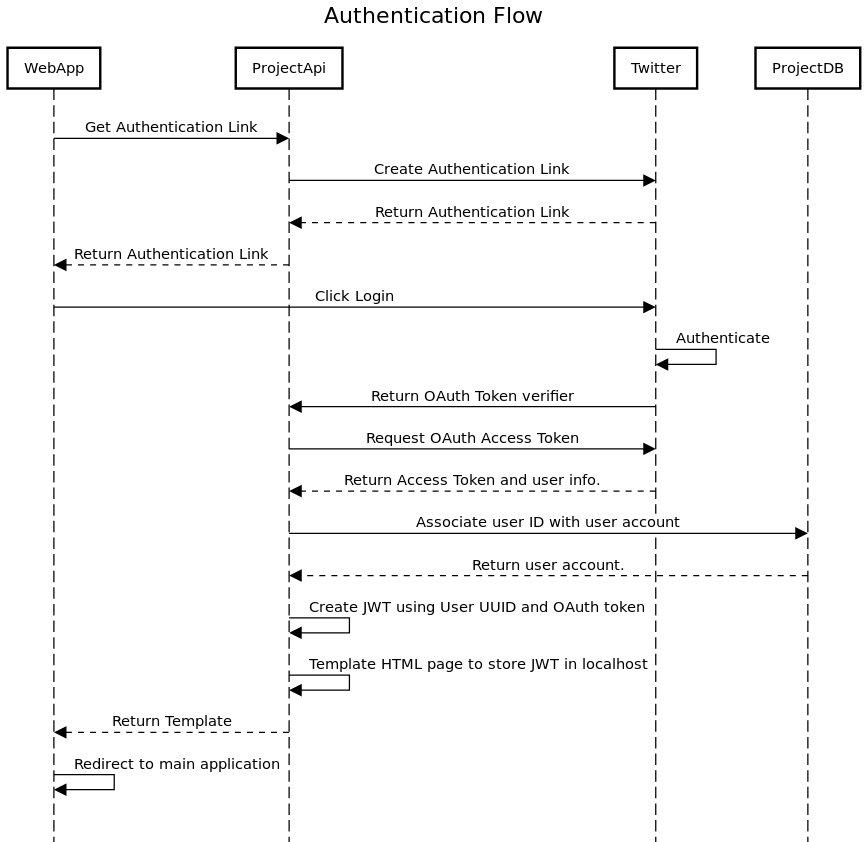 Authentication Flow
WebApp
ProjectApi
Twitter
ProjectDB
Get Authentication Link
Create Authentication Link
Return Authentication Link
Return Authentication Link
Click Login
Authenticate
Return OAuth Token verifier
Request OAuth Access Token
Return Access Token and user info.
Associate user ID with user account
Return user account.
Create JWT using User UUID and OAuth token
Template HTML page to store JWT in localhost
Return Template
Redirect to main application